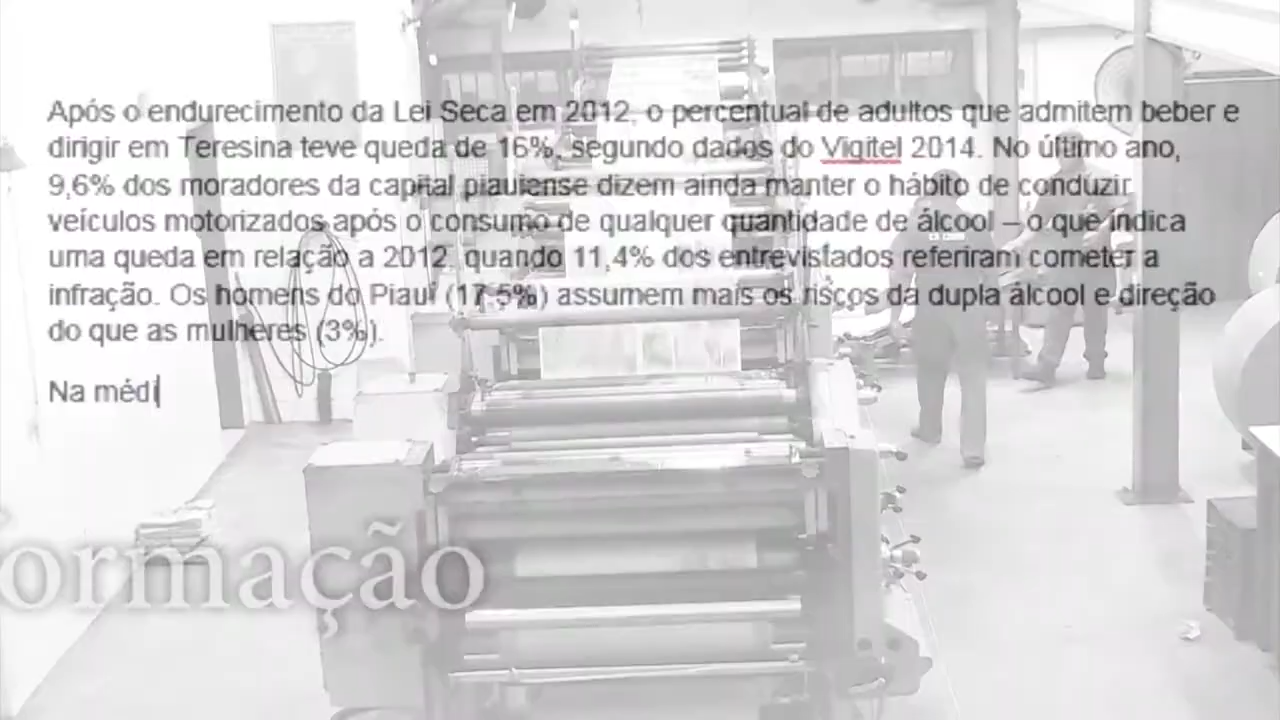 Após o endurecimento da Lei Seca em 2012, o percentual de adultos que admitem beber e
dirigir em Teresina teve queda de 16%, segundo dados do Vigitel 2014. No último ano,
9,6% dos moradores da capital piauiense dizem ainda manter o hábito de conduzir
veículos motorizados após o consumo de qualquer quantidade de álcool – o que indica
uma queda em relação a 2012, quando 11,4% dos entrevistados referiram cometer a
infração. Os homens do Piauí (17,5%) assumem mais os riscos da dupla álcool e direção
do que as mulheres (3%).
Na médi
ormação